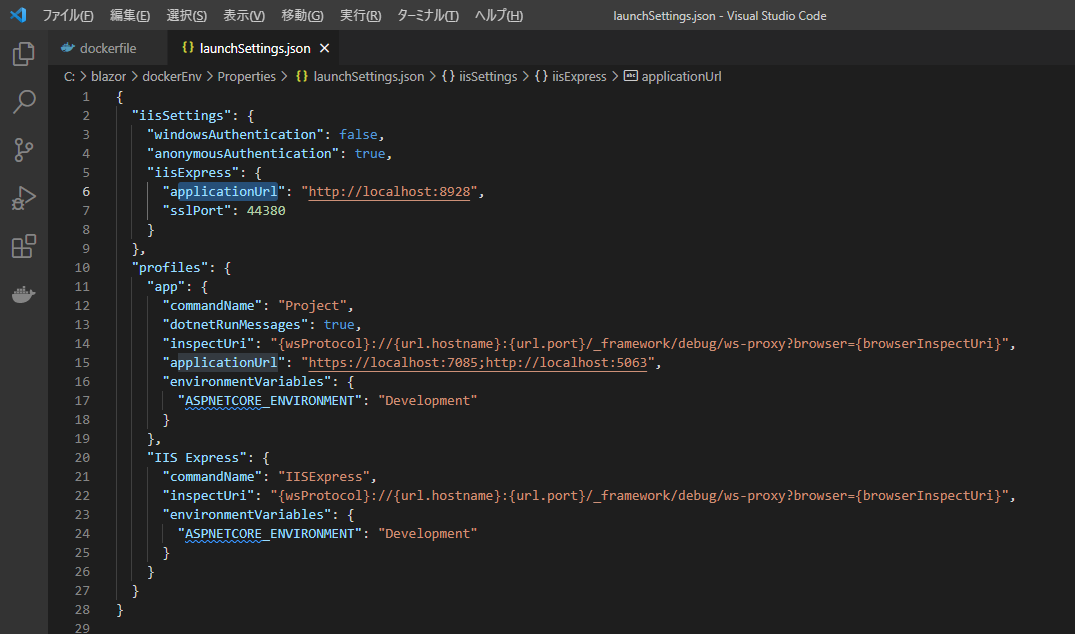 ファイル(F) 編集(E) 選択(S) 表示(V) 移動(G) 実行(R) ターミナル(T) ヘルプ(H) launchSettings.json - Visual Studio Code
dockerfile {} launchSettings.json ×
C: > blazor > dockerEnv > Properties > {} launchSettings.json > {} iisSettings > {} iisExpress > abc applicationUrl
1 {
2 "iisSettings": {
3 "windowsAuthentication": false,
4 "anonymousAuthentication": true,
5 "iisExpress": {
6 "applicationUrl": "http://localhost:8928",
7 "sslPort": 44380
8 }
9 },
10 "profiles": {
11 "app": {
12 "commandName": "Project",
13 "dotnetRunMessages": true,
14 "inspectUri": "{wsProtocol}://{url.hostname}:{url.port}/_framework/debug/ws-proxy?browser={browserInspectUri}",
15 "applicationUrl": "https://localhost:7085;http://localhost:5063",
16 "environmentVariables": {
17 "ASPNETCORE_ENVIRONMENT": "Development"
18 }
19 },
20 "IIS Express": {
21 "commandName": "IISExpress",
22 "inspectUri": "{wsProtocol}://{url.hostname}:{url.port}/_framework/debug/ws-proxy?browser={browserInspectUri}",
23 "environmentVariables": {
24 "ASPNETCORE_ENVIRONMENT": "Development"
25 }
26 }
27 }
28 }
29